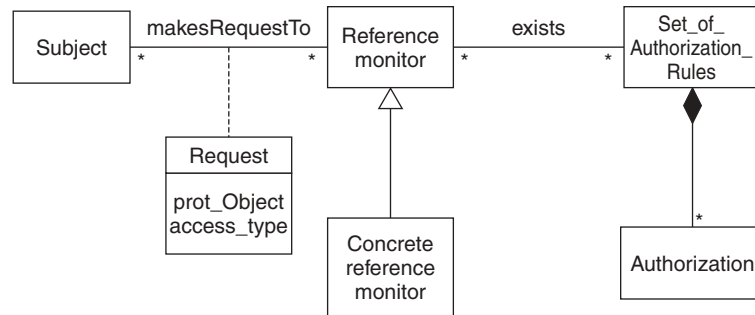 Subject
makesRequestTo
*
*
Reference
monitor
exists
*
*
Set_of_
Authorization_
Rules
Request
prot_Object
access_type
Concrete
reference
monitor
*
Authorization